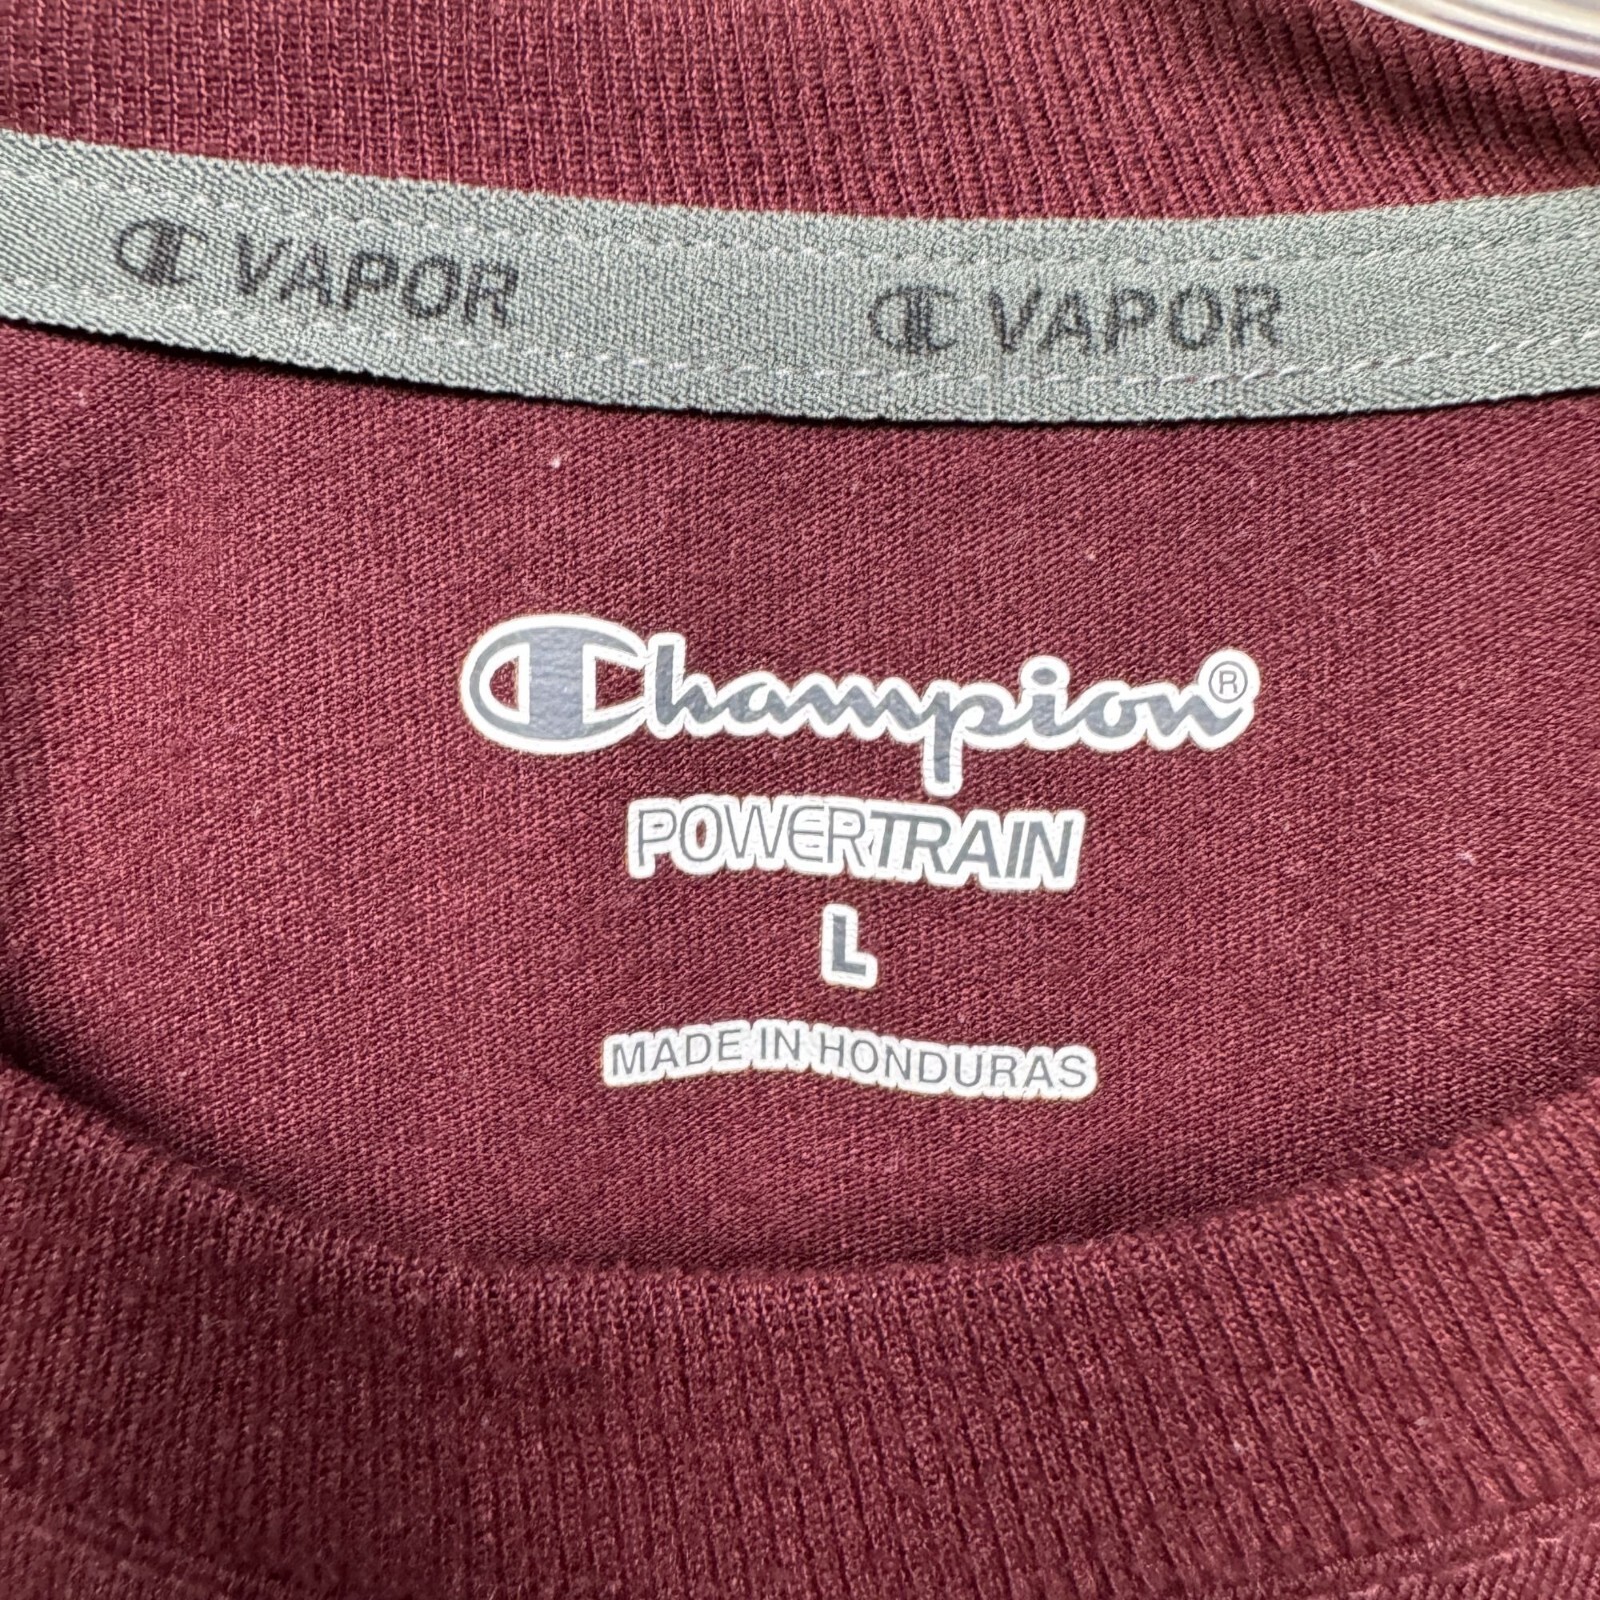 C VAPOR C VAPOR
Champion®
POWERTRAIN
L
MADE IN HONDURAS